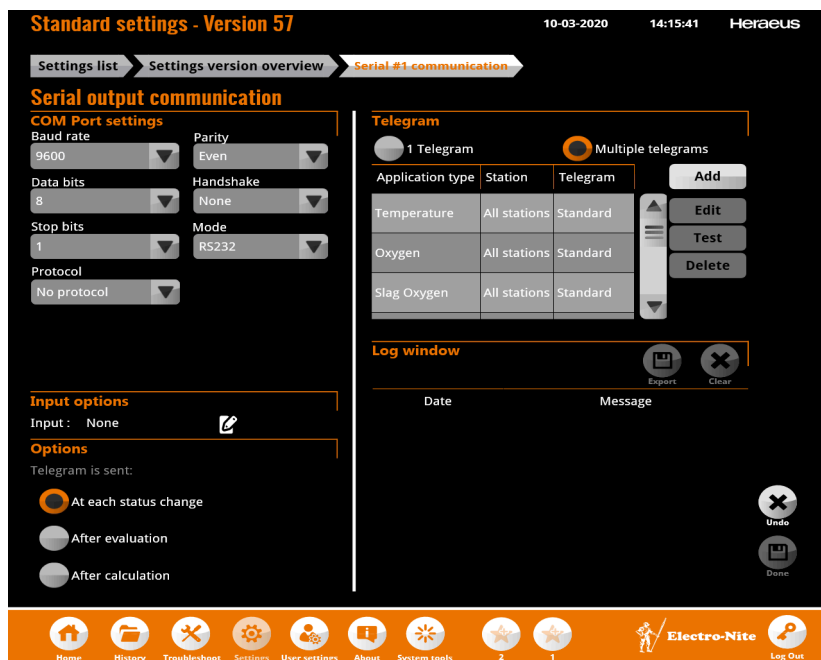 Standard settings - Version 57
10-03-2020 14:15:41 Heraeus
Settings list Settings version overview Serial #1 communication
Serial output communication
COM Port settings
Baud rate Parity
9600 Even
Data bits Handshake
8 None
Stop bits Mode
1 RS232
Protocol
No protocol
Input options
Input : None
Options
Telegram is sent:
At each status change
After evaluation
After calculation
Telegram
1 Telegram Multiple telegrams
Application type Station Telegram
Temperature All stations Standard
Oxygen All stations Standard
Slag Oxygen All stations Standard
Add
Edit
Test
Delete
Log window
Export Clear
Date Message
Undo
Done
Home History Troubleshoot Settings User settings About System tools 2 1 Electro-Nite Log Out